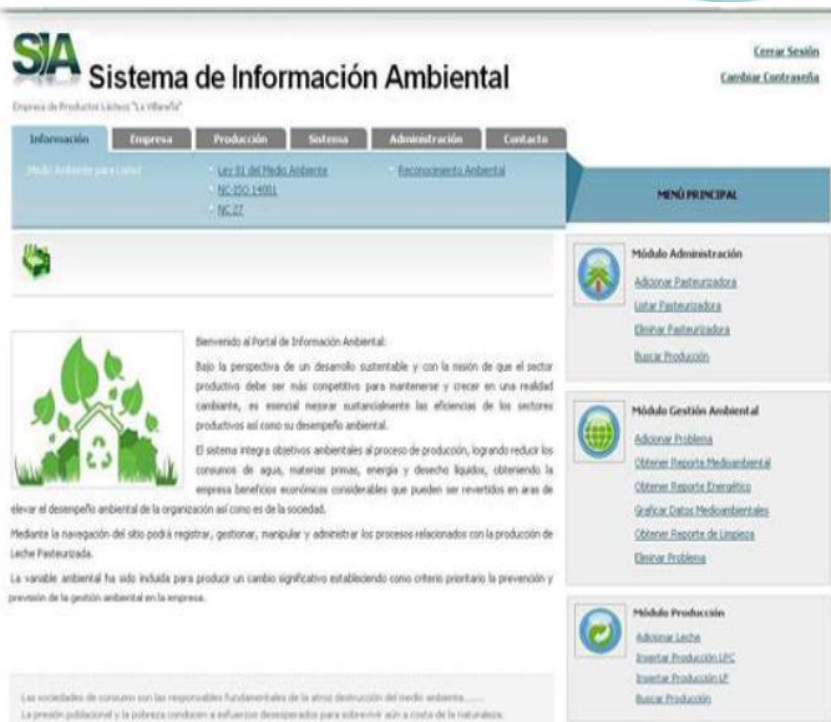 SIA
Sistema de Información Ambiental
Cerrar Sesión
Cambiar Contraseña
Empresa de Productos Lácteos "La Villareña"
Información
Empresa
Producción
Sistema
Administración
Contacto
Medio Ambiente para
Ley 81 del Medio Ambiente
NC-ISO 14001
NC 27
Reconocimiento Ambiental
MENÚ PRINCIPAL
Bienvenido al Portal de Información Ambiental:
Bajo la perspectiva de un desarrollo sustentable y con la misión de que el sector
productivo debe ser más competitivo para mantenerse y crecer en una realidad
cambiante, es esencial mejorar sustancialmente las eficiencias de los sectores
productivos así como su desempeño ambiental.
El sistema integra objetivos ambientales al proceso de producción, logrando reducir los
consumos de agua, materias primas, energía y desecho líquidos, obteniendo la
empresa beneficios económicos considerables que pueden ser revertidos en aras de
elevar el desempeño ambiental de la organización así como es de la sociedad.
Mediante la navegación del sitio podrá registrar, gestionar, manipular y administrar los procesos relacionados con la producción de
Leche Pasteurizada.
La variable ambiental ha sido incluida para producir un cambio significativo estableciendo como criterio prioritario la prevención y
previsión de la gestión ambiental en la empresa.
Las sociedades de consumo son las responsables fundamentales de la atroz destrucción del medio ambiente.......
La presión poblacional y la pobreza conducen a esfuerzos desesperados para sobrevivir aún a costa de la naturaleza.
Módulo Administración
Adicionar Pasteurizadora
Listar Pasteurizadora
Eliminar Pasteurizadora
Buscar Producción
Módulo Gestión Ambiental
Adicionar Problema
Obtener Reporte Medioambiental
Obtener Reporte Energético
Graficar Datos Medioambientales
Obtener Reporte de Limpieza
Eliminar Problema
Módulo Producción
Adicionar Leche
Insertar Producción LPC
Insertar Producción LF
Buscar Producción